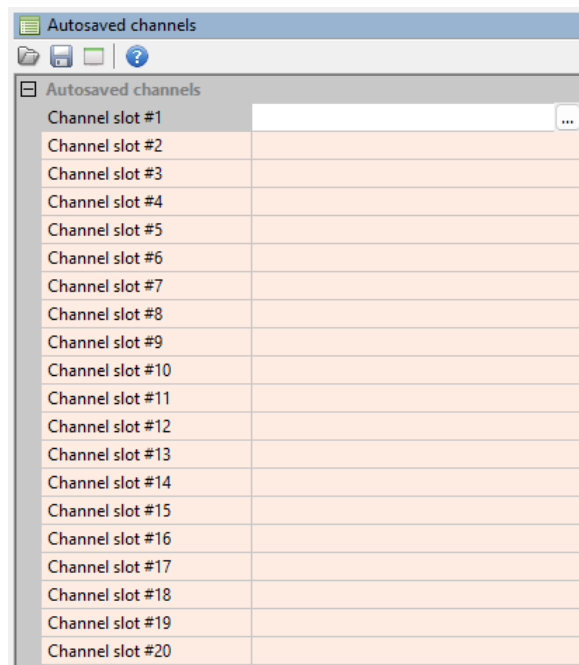 Autosaved channels
?
Autosaved channels
Channel slot #1
...
Channel slot #2
Channel slot #3
Channel slot #4
Channel slot #5
Channel slot #6
Channel slot #7
Channel slot #8
Channel slot #9
Channel slot #10
Channel slot #11
Channel slot #12
Channel slot #13
Channel slot #14
Channel slot #15
Channel slot #16
Channel slot #17
Channel slot #18
Channel slot #19
Channel slot #20